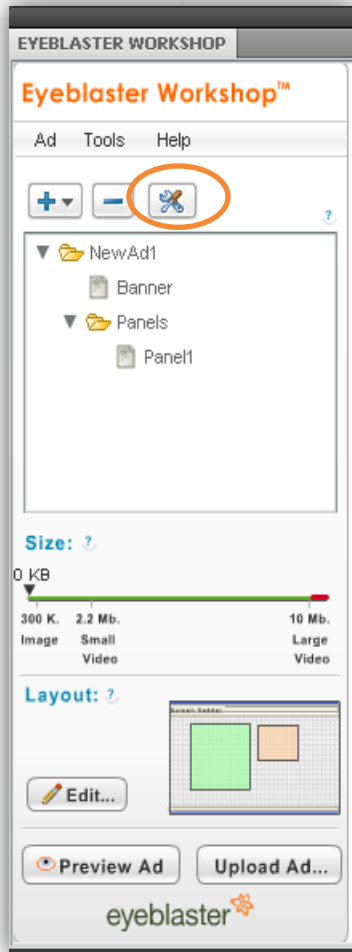 EYEBLASTER WORKSHOP
Eyeblaster Workshop™
Ad Tools Help
?
NewAd1
Banner
Panels
Panel1
Size: ?
0 KB
300 K. 2.2 Mb. 10 Mb.
Image Small Large
Video Video
Layout: ?
Edit...
Preview Ad Upload Ad...
eyeblaster